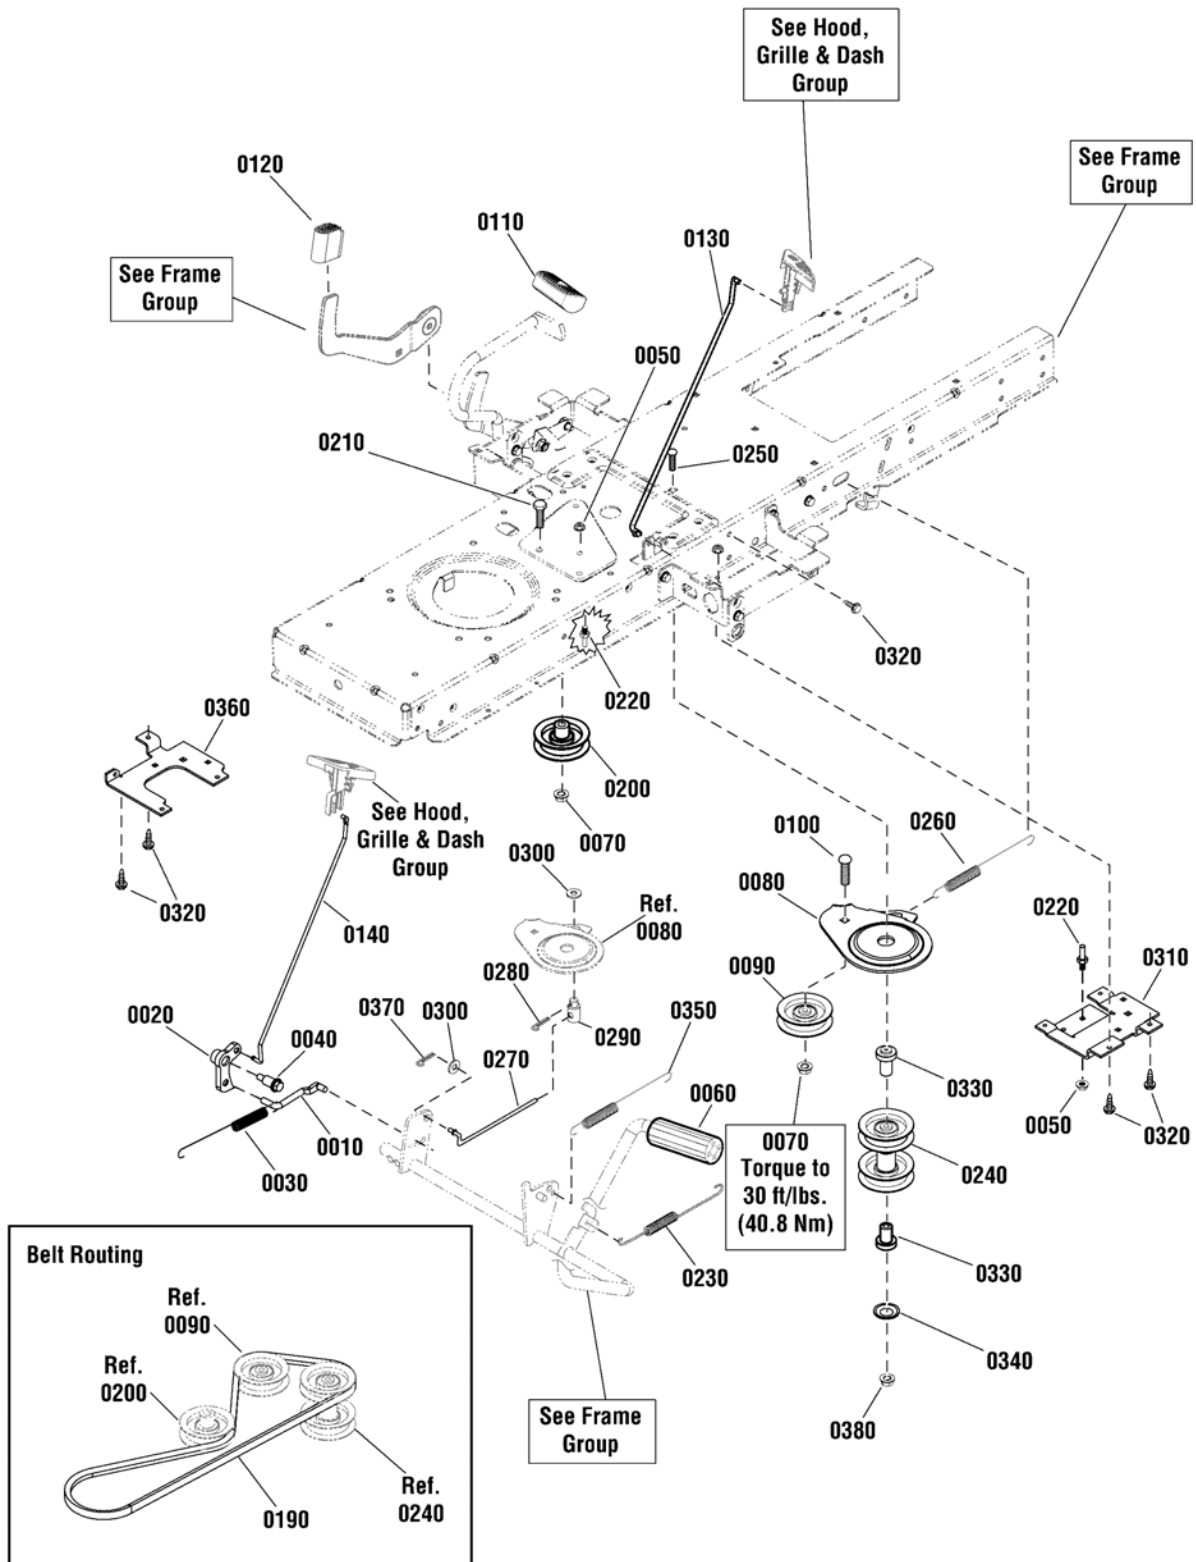 See Hood,
Grille & Dash
Group
See Frame
Group
0120
0110
0130
See Frame
Group
0050
0210
0250
0320
0220
0360
0200
See Hood,
Grille & Dash
Group
0070
0300
0100
0260
0080
0320
0140
Ref.
0080
0220
0310
0280
0090
0370
0300
0350
0020
0040
0290
0270
0330
0060
0050
0320
0010
0030
0070
Torque to
30 ft/lbs.
(40.8 Nm)
0240
0230
0330
0340
0380
See Frame
Group
Belt Routing
Ref.
0090
Ref.
0200
Ref.
0240
0190